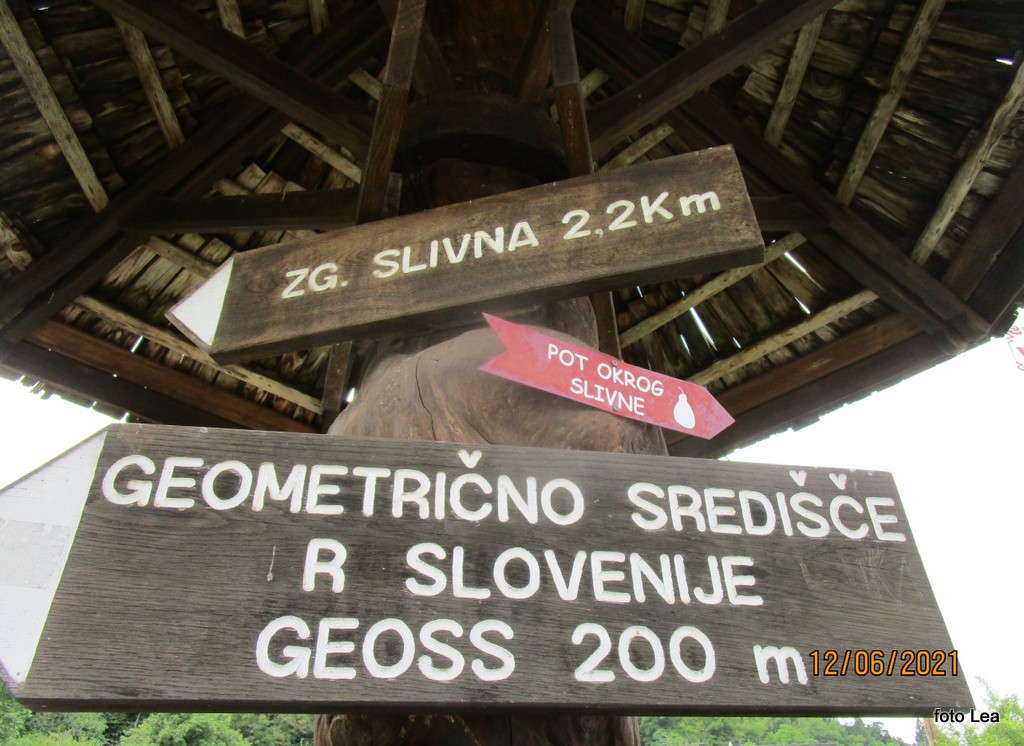 ZG. SLIVNA 2,2Km
POT OKROG
SLIVNE
GEOMETRIČNO SREDIŠČE
R SLOVENIJE
GEOSS 200 m
12/06/2021
foto Lea